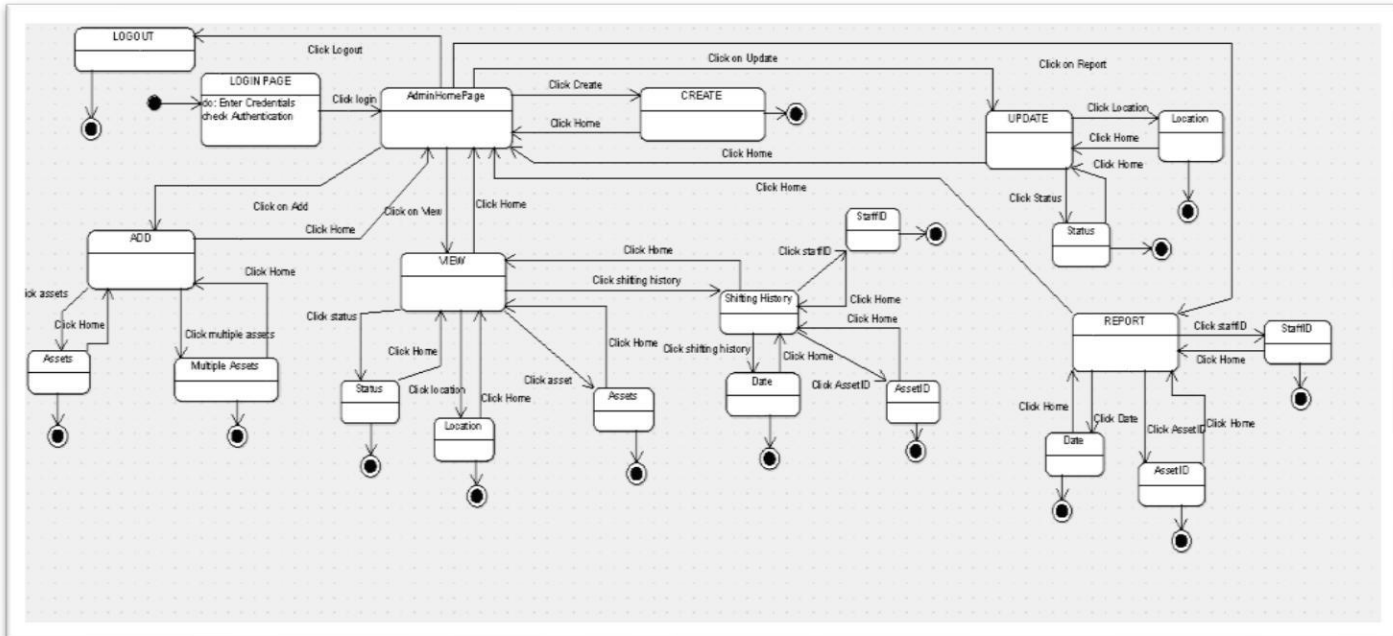 LOGOUT
Click Logout
LOGIN PAGE
do: Enter Credentials
check Authentication
Click login
AdminHomePage
Click Create
CREATE
Click Home
Click on Update
Click on Report
UPDATE
Click Location
Location
Click Home
Click Home
Click Home
Click Status
Status
Click Home
Click on Add
Click Home
ADD
Click on View
Click Home
VIEW
Click assets
Click Home
Click Home
Click multiple assets
Assets
Multiple Assets
Click status
Click Home
Status
Click location
Click Home
Location
Click asset
Click Home
Assets
Click Home
Click shitting history
Shitting History
Click staffID
StaffID
Click Home
Click shitting history
Click Home
Date
Click Home
Click AssetID
AssetID
REPORT
Click staffID
StaffID
Click Home
Click Home
Click Date
Date
Click AssetID
Click Home
AssetID